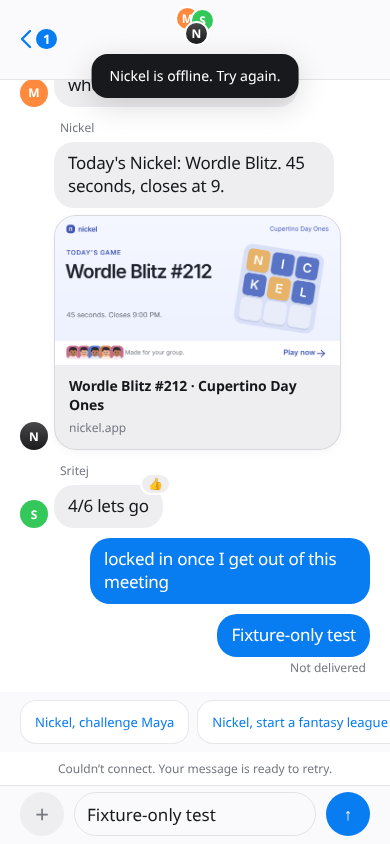 1
M
S
N
Nickel is offline. Try again.
M
wh
Nickel
Today's Nickel: Wordle Blitz. 45
seconds, closes at 9.
n nickel
Cupertino Day Ones
TODAY'S GAME
Wordle Blitz #212
N I C
K E L
45 seconds. Closes 9:00 PM.
Made for your group.
Play now →
Wordle Blitz #212 · Cupertino Day
Ones
nickel.app
N
Sritej
👍
4/6 lets go
S
locked in once I get out of this
meeting
Fixture-only test
Not delivered
Nickel, challenge Maya
Nickel, start a fantasy league
Couldn't connect. Your message is ready to retry.
+
Fixture-only test
↑